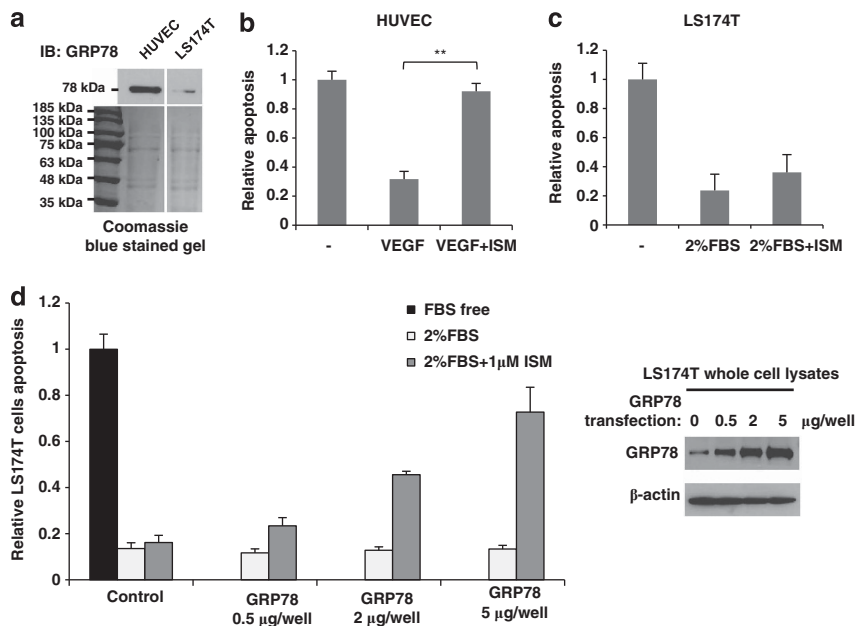 a
IB: GRP78
HUVEC
LS174T
78 kDa
185 kDa
135 kDa
100 kDa
75 kDa
63 kDa
48 kDa
35 kDa
Coomassie
blue stained gel
b
HUVEC
Relative apoptosis
1.2
1
0.8
0.6
0.4
0.2
0
**
-
VEGF
VEGF+ISM
c
LS174T
Relative apoptosis
1.2
1
0.8
0.6
0.4
0.2
0
-
2%FBS
2%FBS+ISM
d
Relative LS174T cells apoptosis
1.2
1
0.8
0.6
0.4
0.2
0
FBS free
2%FBS
2%FBS+1μM ISM
Control
GRP78
0.5 μg/well
GRP78
2 μg/well
GRP78
5 μg/well
LS174T whole cell lysates
GRP78
transfection: 0 0.5 2 5 μg/well
GRP78
β-actin